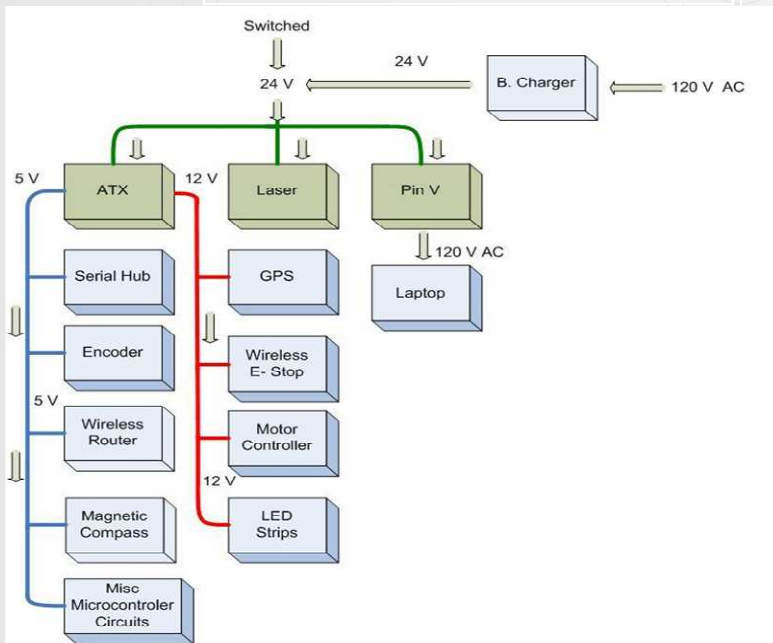 Switched
24 V
24 V
B. Charger
120 V AC
5 V
ATX
12 V
Laser
Pin V
120 V AC
Serial Hub
GPS
Laptop
Encoder
Wireless
E- Stop
5 V
Wireless
Router
Motor
Controller
12 V
Magnetic
Compass
LED
Strips
Misc
Microcontroler
Circuits